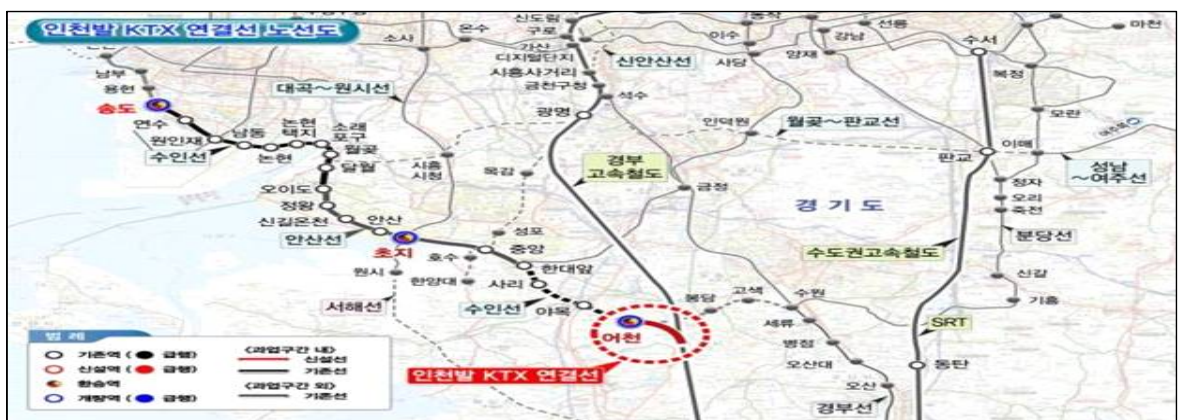 인천발 KTX 연결선 노선도
신도림
구로
가산
디지털단지
시흥사거리
금천구청
석수
광명
소사
온수
신안산선
동작
이수
사당
선릉
강남
양재
수서
마천
복정
모란
여주
이매
판교
성남
~여주선
남부
용현
송도
연수
원인재
수인선
남동
논현
논현
택지
소래
포구
월곶
달월
오이도
정왕
신길온천
안산
안산선
초지
대곡~원시선
시흥
시청
목감
성포
호수
한양대
중앙
한대앞
사리
수인선
야목
어천
원시
서해선
인덕원
월곶~판교선
경부
고속철도
금정
경기도
수도권고속철도
정자
오리
죽전
분당선
신갈
기흥
SRT
동탄
봉담
고색
수원
세류
병점
오산대
오산
경부선
인천발 KTX 연결선
범례
기존역( 급행)
신설역( 급행)
환승역
개량역( 급행)
<과업구간 내>
신설선
기존선
<과업구간 외>
기존선